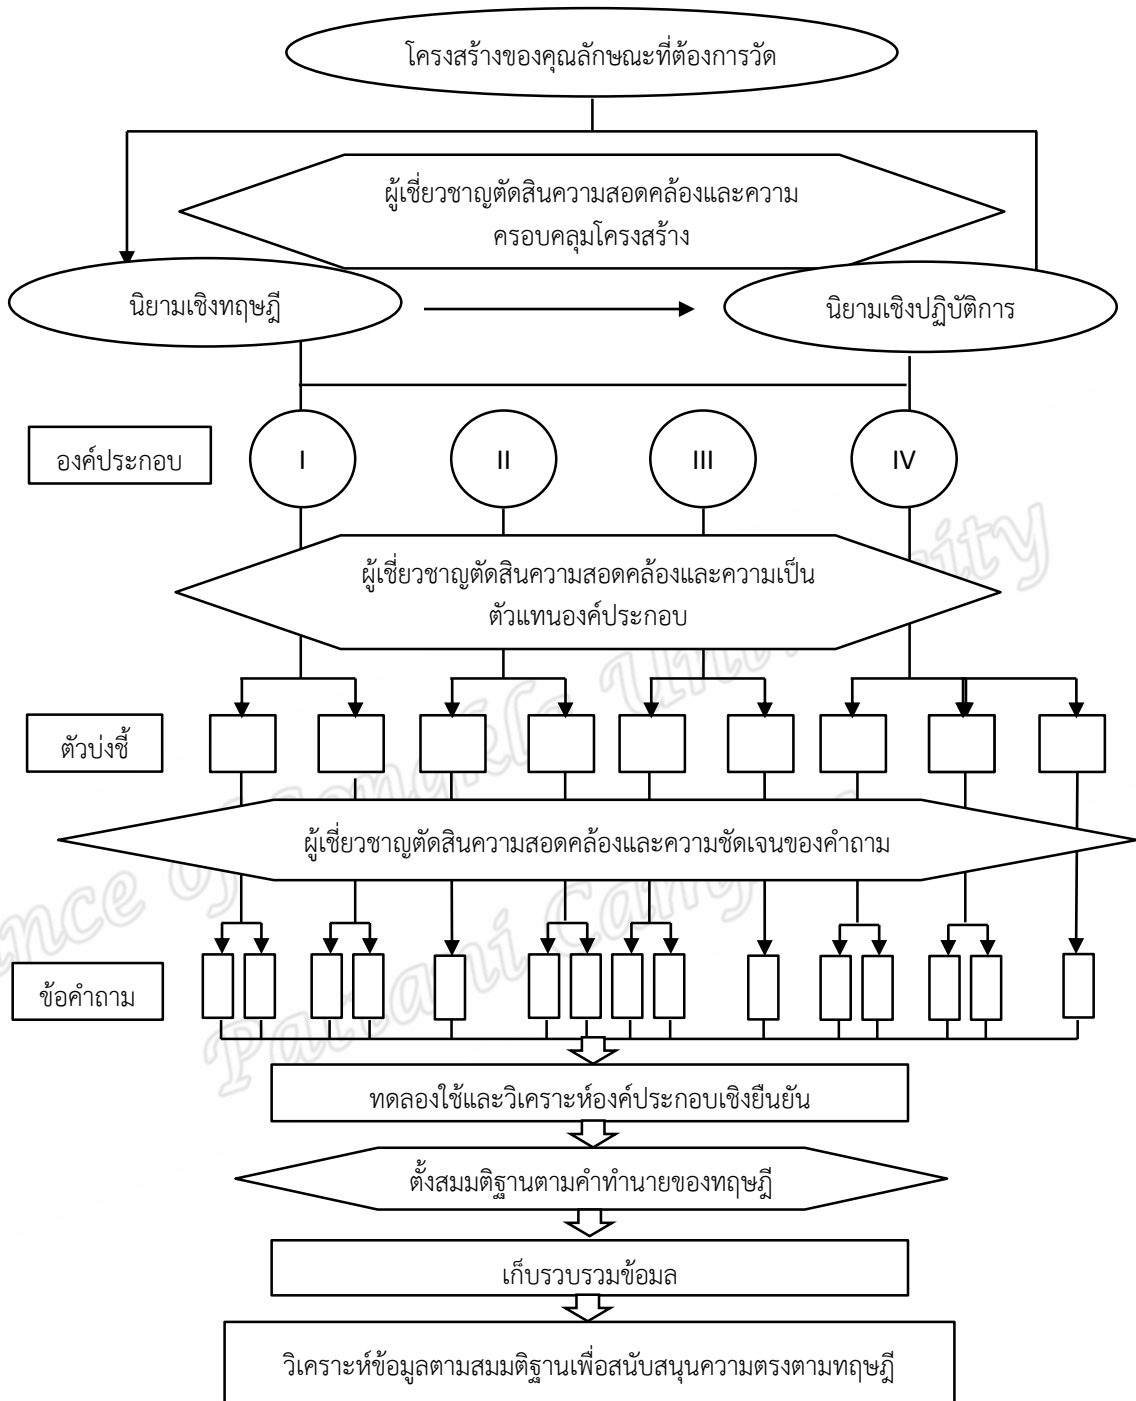 โครงสร้างของคุณลักษณะที่ต้องการวัด
ผู้เชี่ยวชาญตัดสินความสอดคล้องและความ
ครอบคลุมโครงสร้าง
นิยามเชิงทฤษฎี
นิยามเชิงปฏิบัติการ
องค์ประกอบ
I
II
III
IV
ผู้เชี่ยวชาญตัดสินความสอดคล้องและความเป็น
ตัวแทนองค์ประกอบ
ตัวบ่งชี้
ผู้เชี่ยวชาญตัดสินความสอดคล้องและความชัดเจนของคำถาม
ข้อคำถาม
ทดลองใช้และวิเคราะห์องค์ประกอบเชิงยืนยัน
ตั้งสมมติฐานตามคำทำนายของทฤษฎี
เก็บรวบรวมข้อมล
วิเคราะห์ข้อมูลตามสมมติฐานเพื่อสนับสนุนความตรงตามทฤษฎี